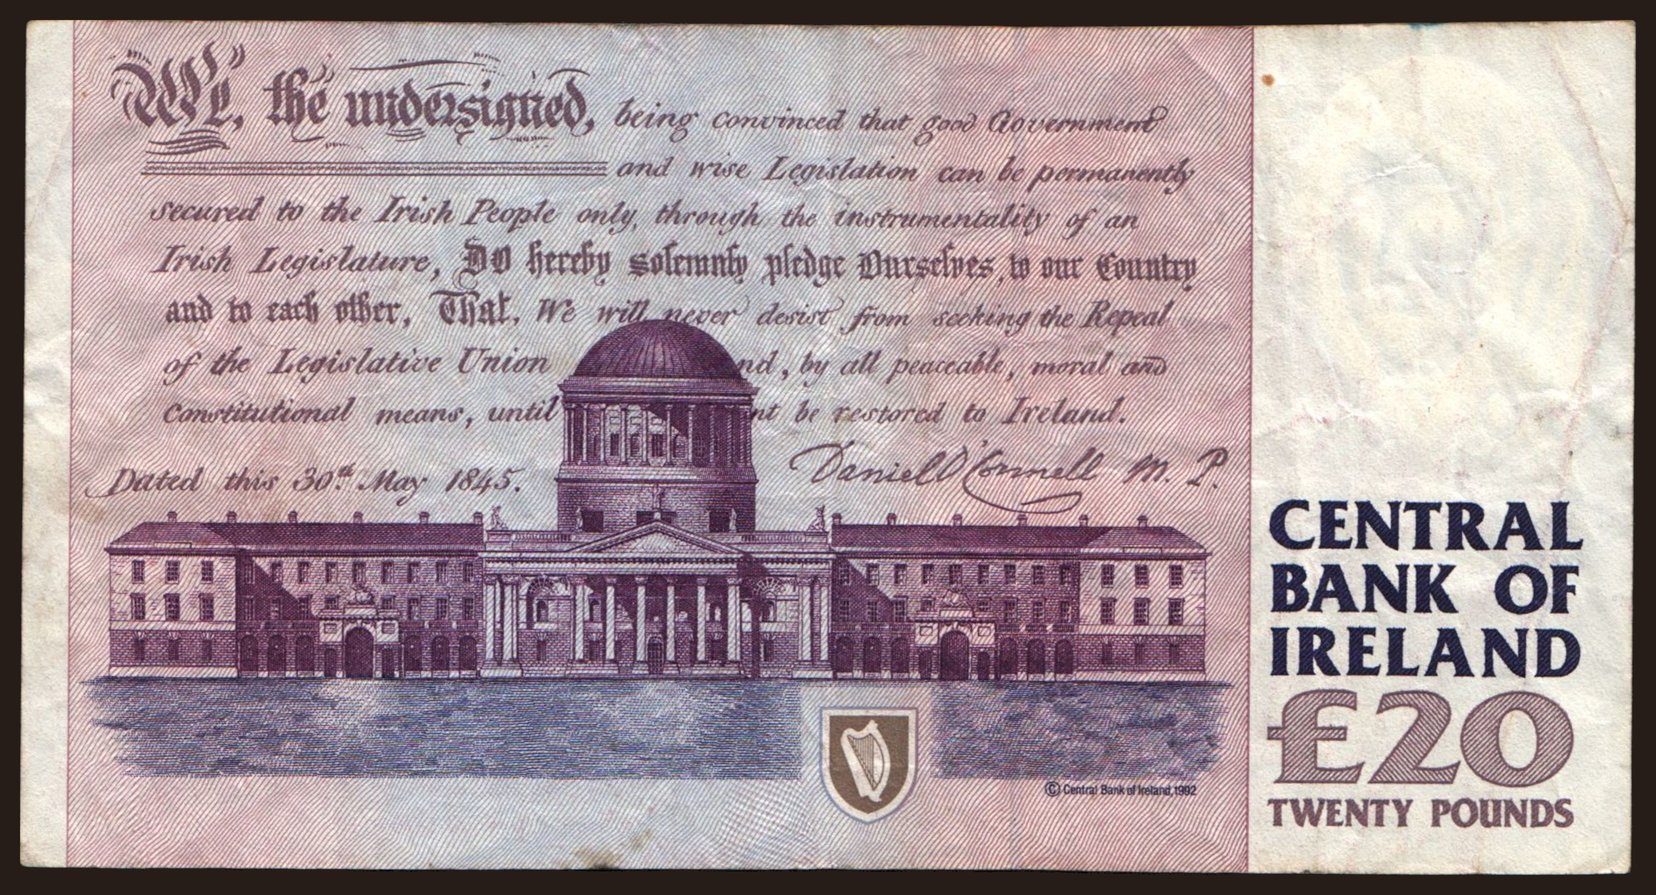 We, the undersigned, being convinced that good Government
and wise Legislation can be permanently
secured to the Irish People only, through the instrumentality of an
Irish Legislature, DO hereby solemnly pledge Ourselves, to our Country
and to each other, That, We will never desist from seeking the Repeal
of the Legislative Union nd, by all peaceable, moral and
Constitutional means, until nt be restored to Ireland.
Dated this 30th May 1845. Daniel O'Connell M. P.
CENTRAL
BANK OF
IRELAND
£20
TWENTY POUNDS
© Central Bank of Ireland, 1992